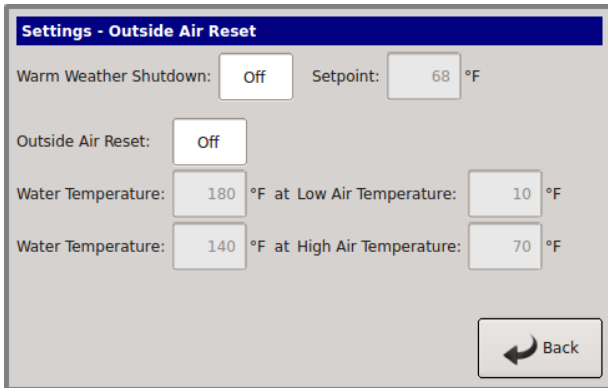 Settings - Outside Air Reset
Warm Weather Shutdown: Off Setpoint: 68 °F
Outside Air Reset: Off
Water Temperature: 180 °F at Low Air Temperature: 10 °F
Water Temperature: 140 °F at High Air Temperature: 70 °F
Back